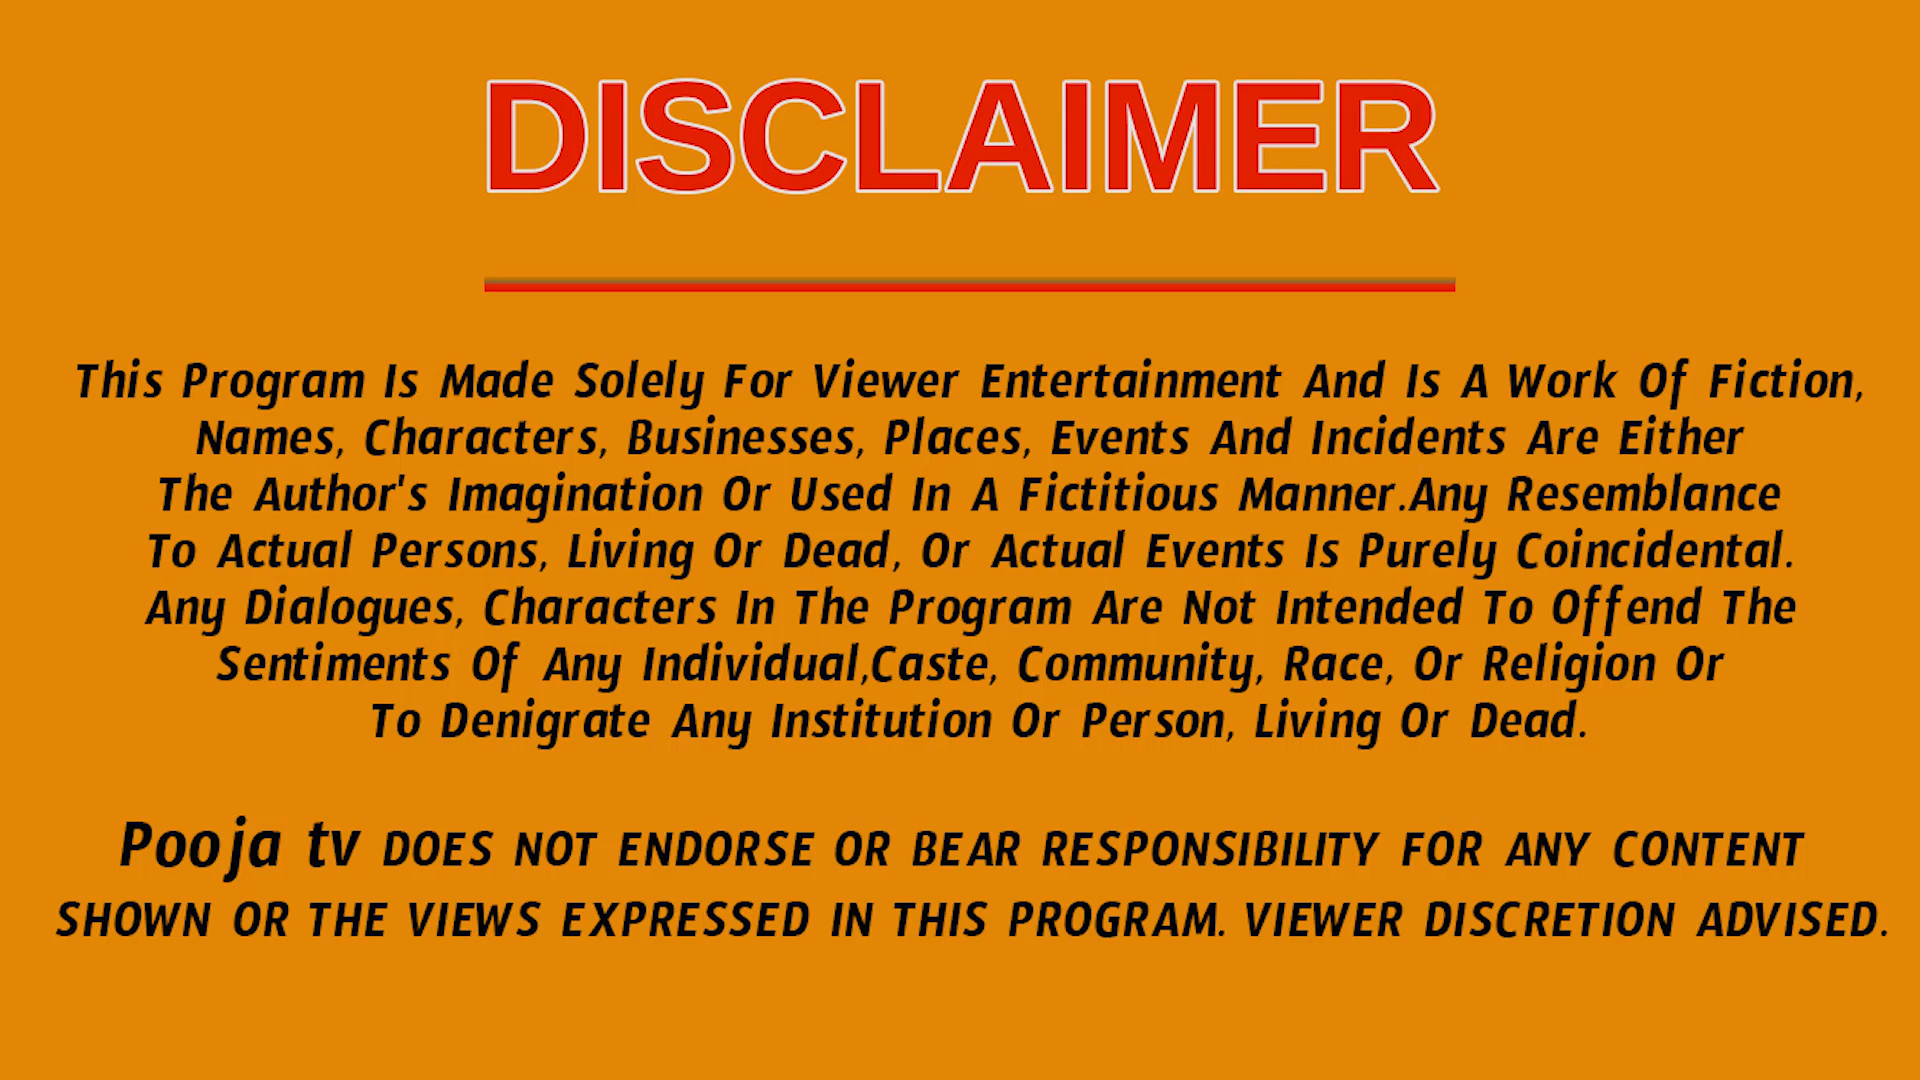 DISCLAIMER
This Program Is Made Solely For Viewer Entertainment And Is A Work Of Fiction,
Names, Characters, Businesses, Places, Events And Incidents Are Either
The Author's Imagination Or Used In A Fictitious Manner.Any Resemblance
To Actual Persons, Living Or Dead, Or Actual Events Is Purely Coincidental.
Any Dialogues, Characters In The Program Are Not Intended To Offend The
Sentiments Of Any Individual,Caste, Community, Race, Or Religion Or
To Denigrate Any Institution Or Person, Living Or Dead.
Pooja tv DOES NOT ENDORSE OR BEAR RESPONSIBILITY FOR ANY CONTENT
SHOWN OR THE VIEWS EXPRESSED IN THIS PROGRAM. VIEWER DISCRETION ADVISED.